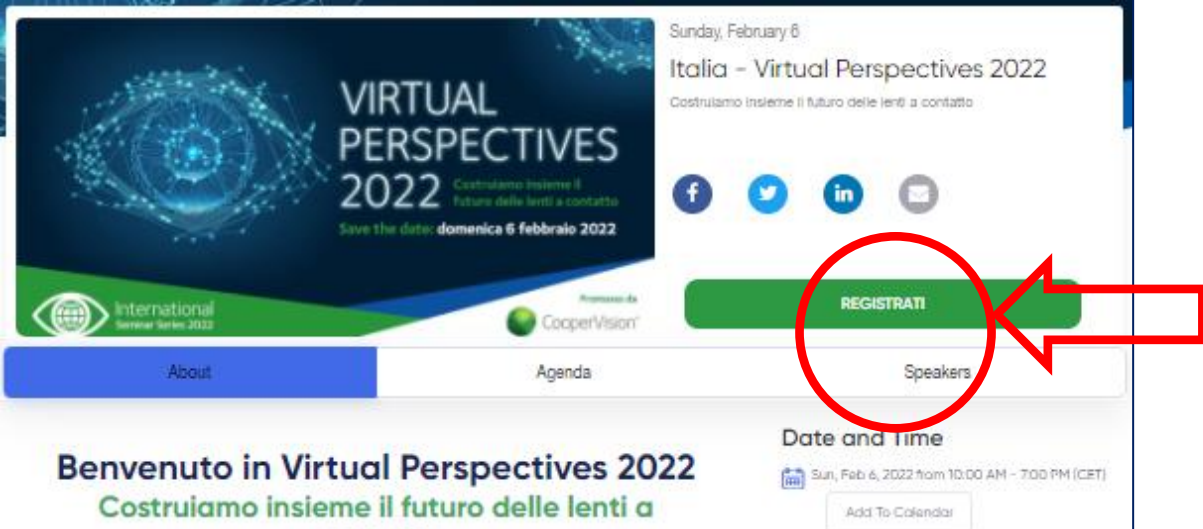 VIRTUAL
PERSPECTIVES
2022
Costruiamo insieme il
futuro delle lenti a contatto
Save the date: domenica 6 febbraio 2022
International
Seminar Series 2022
Promosso da
CooperVision®
Sunday, February 6
Italia - Virtual Perspectives 2022
Costruiamo insieme il futuro delle lenti a contatto
f
in
REGISTRATI
About
Agenda
Speakers
Benvenuto in Virtual Perspectives 2022
Costruiamo insieme il futuro delle lenti a
Date and Time
Sun, Feb 6, 2022 from 10:00 AM - 7:00 PM (CET)
Add To Calendar